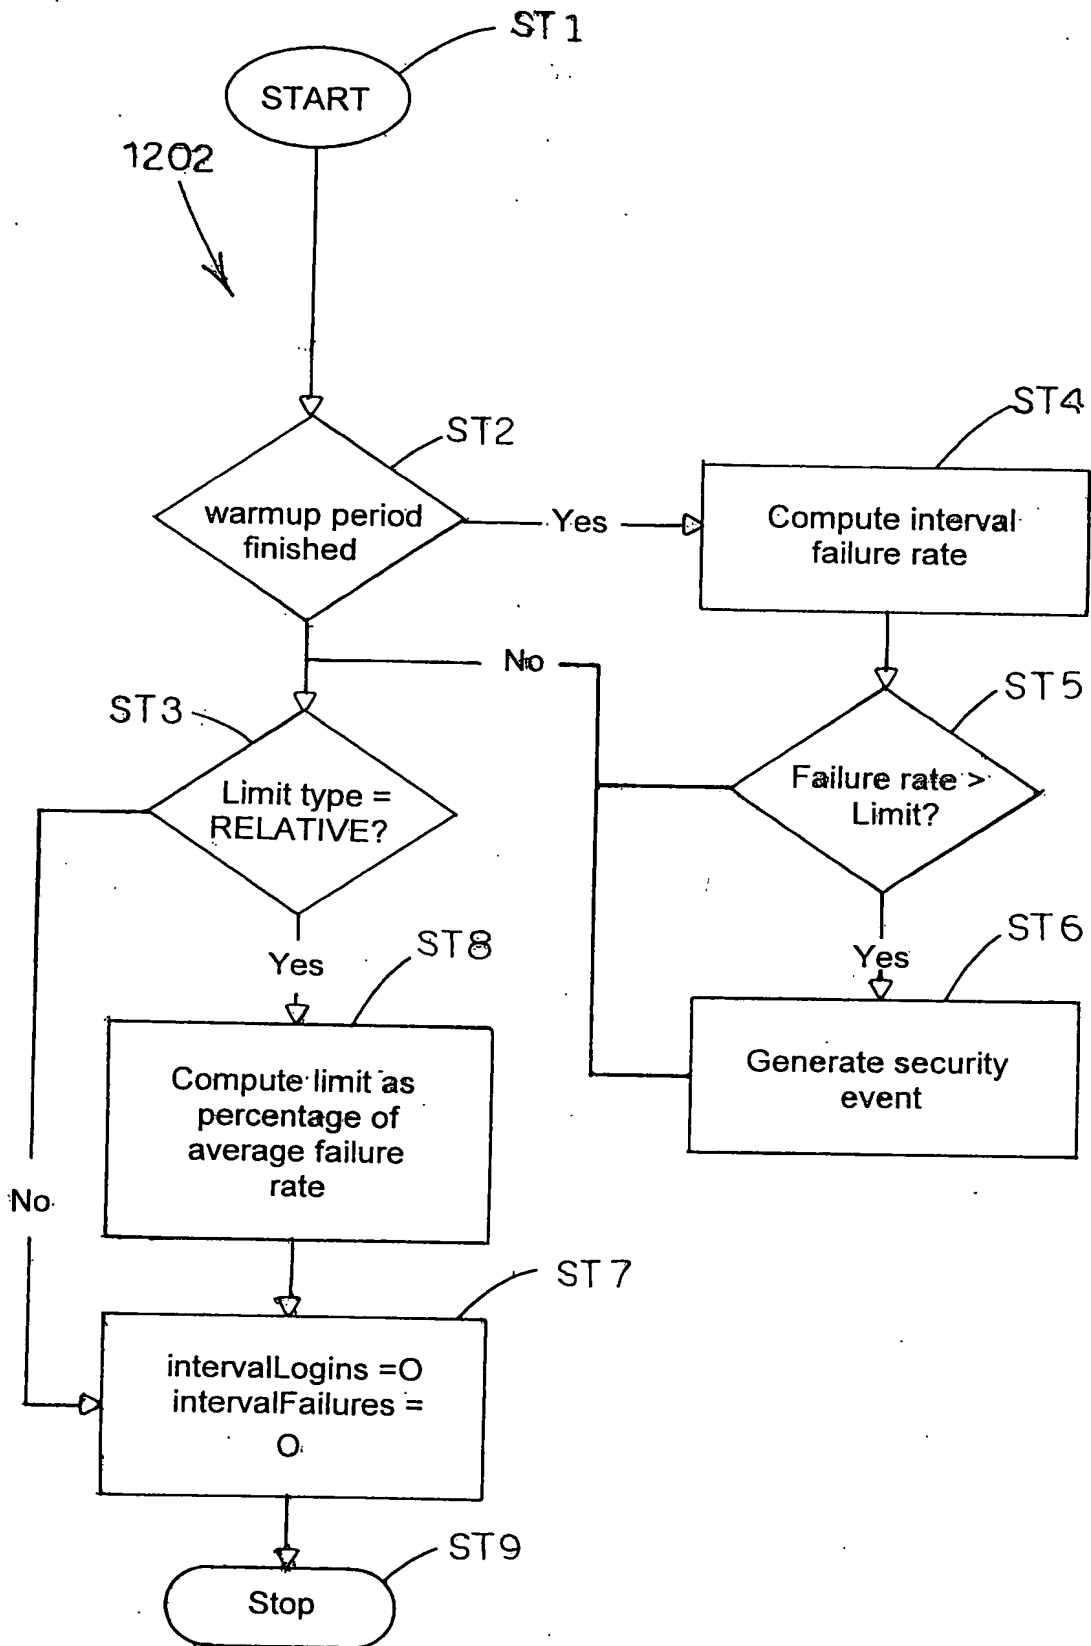 ST1
START
1202
ST2
warmup period
finished
Yes
ST4
Compute interval
failure rate
No
ST3
Limit type =
RELATIVE?
ST5
Failure rate >
Limit?
Yes
ST8
Yes
ST6
Compute limit as
percentage of
average failure
rate
Generate security
event
No
ST7
intervalLogins =O
intervalFailures =
O
ST9
Stop